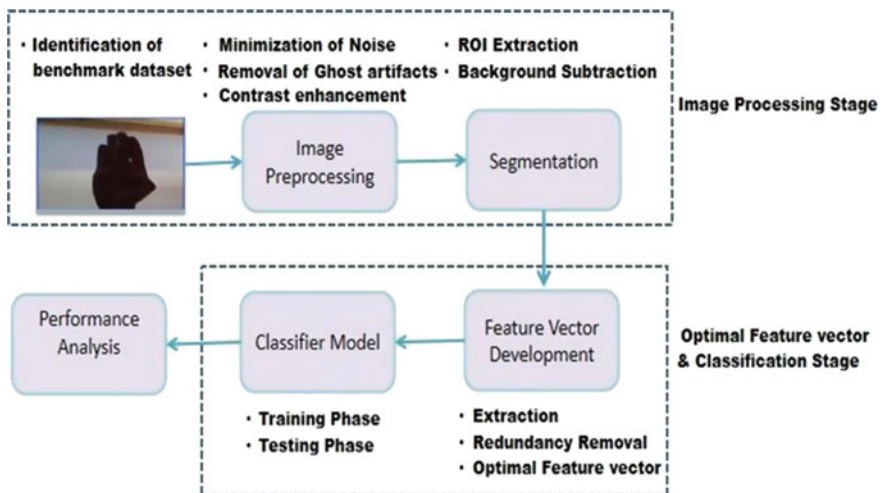 · Identification of
benchmark dataset
· Minimization of Noise
· Removal of Ghost artifacts
· Contrast enhancement
· ROI Extraction
· Background Subtraction
Image Processing Stage
Image
Preprocessing
Segmentation
Performance
Analysis
Classifier Model
Feature Vector
Development
Optimal Feature vector
& Classification Stage
· Training Phase
· Testing Phase
· Extraction
· Redundancy Removal
· Optimal Feature vector